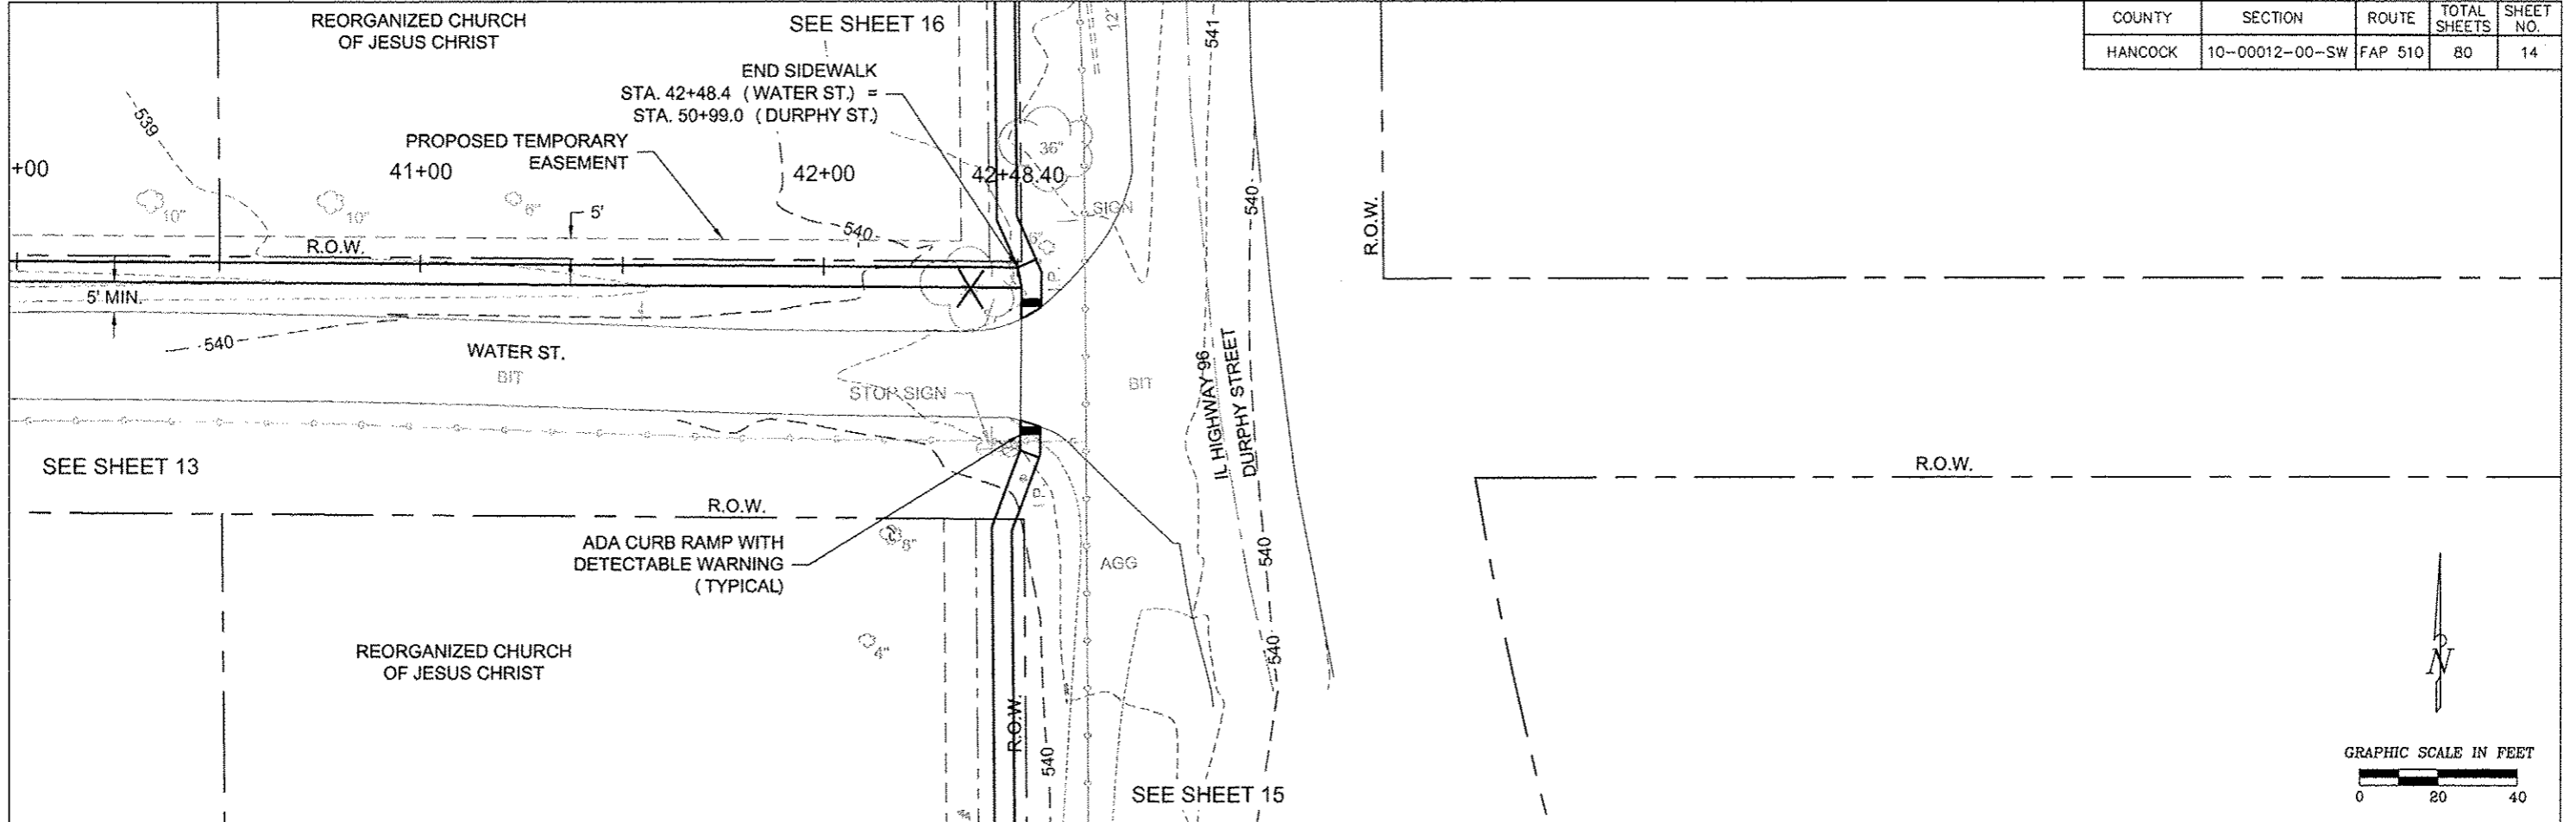 REORGANIZED CHURCH
OF JESUS CHRIST
SEE SHEET 16
12"
541
COUNTY SECTION ROUTE TOTAL SHEETS SHEET NO.
HANCOCK 10-00012-00-SW FAP 510 80 14
END SIDEWALK
STA. 42+48.4 (WATER ST.) =
STA. 50+99.0 (DURPHY ST.)
539
PROPOSED TEMPORARY
EASEMENT
36"
+00
41+00
42+00
42+48.40
10"
10"
6"
5'
SIGN
540
R.O.W.
540
R.O.W.
6"
5' MIN.
540
WATER ST.
BIT
BIT
STOP SIGN
IL HIGHWAY 96
DURPHY STREET
SEE SHEET 13
R.O.W.
R.O.W.
ADA CURB RAMP WITH
DETECTABLE WARNING
(TYPICAL)
8"
AGG
540
REORGANIZED CHURCH
OF JESUS CHRIST
4"
540
N
R.O.W.
540
SEE SHEET 15
GRAPHIC SCALE IN FEET
0 20 40